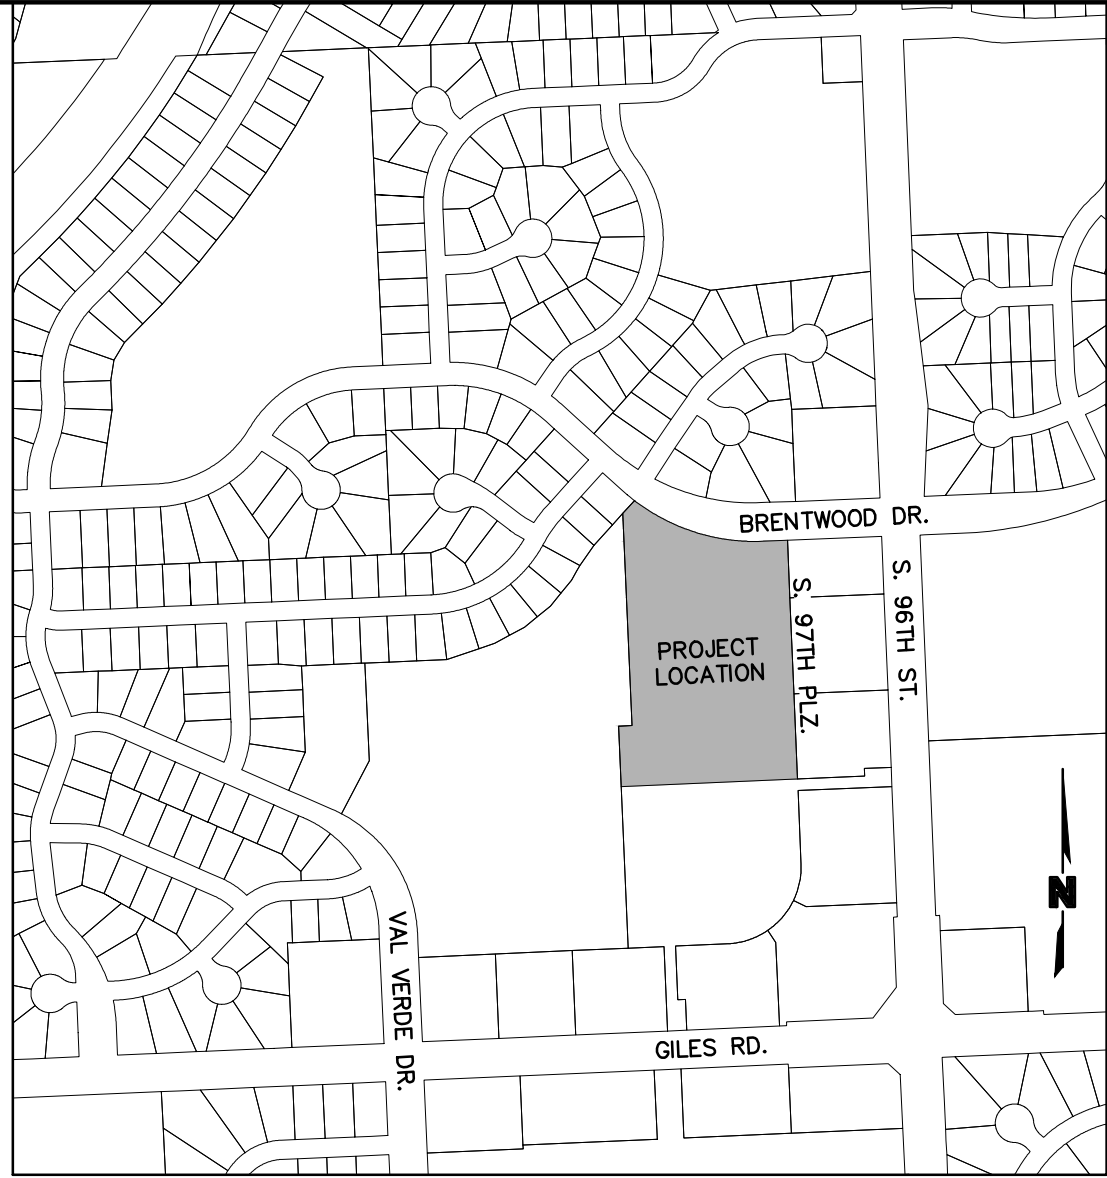 BRENTWOOD DR.
S. 97TH PLZ.
S. 96TH ST.
PROJECT
LOCATION
N
VAL VERDE DR.
GILES RD.